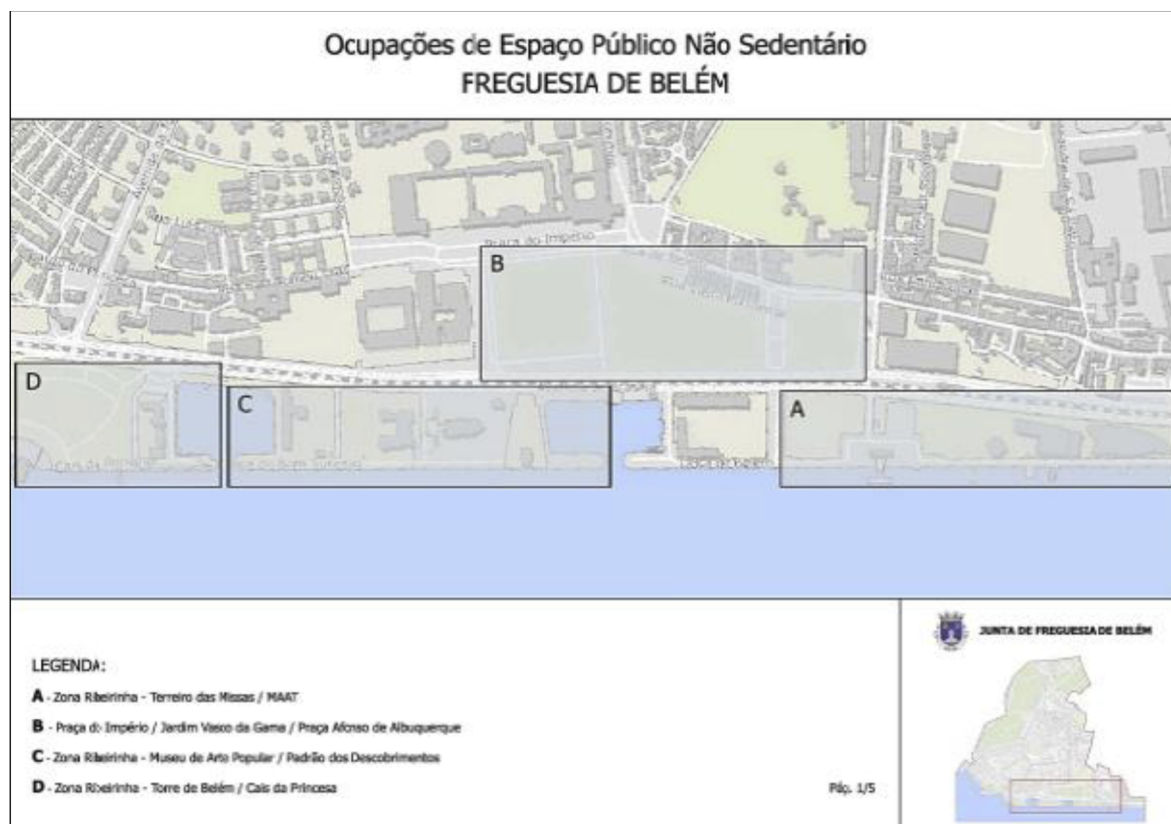 Ocupações de Espaço Público Não Sedentário
FREGUESIA DE BELÉM
Praça do Império
B
D
C
A
LEGENDA:
A - Zona Ribeirinha - Terreiro das Missas / MAAT
B - Praça do Império / Jardim Vasco da Gama / Praça Afonso de Albuquerque
C - Zona Ribeirinha - Museu de Arte Popular / Padrão dos Descobrimentos
D - Zona Ribeirinha - Torre de Belém / Cais da Princesa
Pág. 1/5
JUNTA DE FREGUESIA DE BELÉM